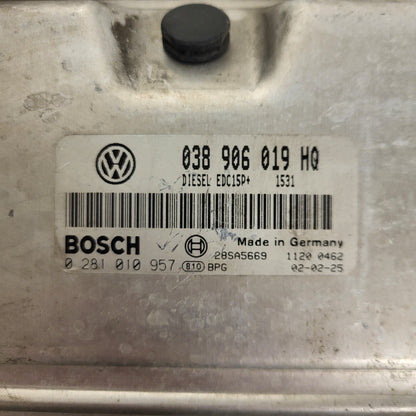 038 906 019 HQ
DIESEL EDC15P+ 1531
BOSCH Made in Germany
28SA5669 1120 0462
0 281 010 957 810 BPG 02-02-25